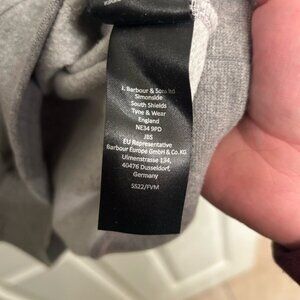 J. Barbour & Sons ltd
Simonside
South Shields
Tyne & Wear
England
NE34 9PD
JBS
EU Representative
Barbour Europe GmbH & Co.KG
Ulmenstrasse 134,
40476 Dusseldorf,
Germany
SS22/FVM